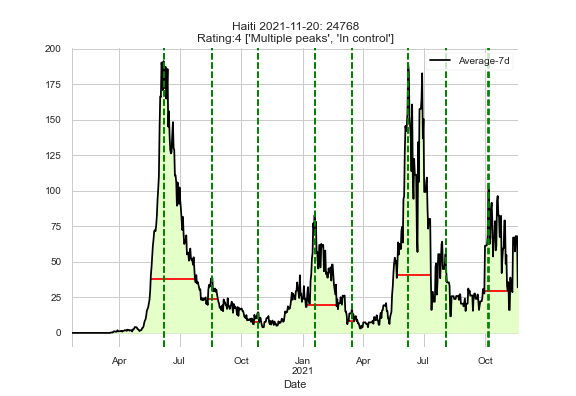 Haiti 2021-11-20: 24768
Rating:4 ['Multiple peaks', 'In control']
Average-7d
200
175
150
125
100
75
50
25
0
Apr Jul Oct Jan Apr Jul Oct
2021
Date